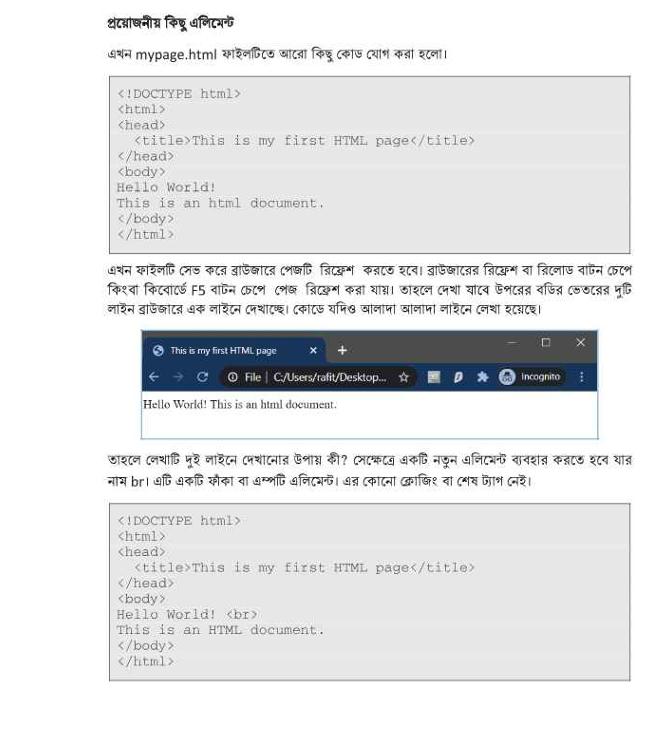 প্রয়োজনীয় কিছু এলিমেন্ট
এখন mypage.html ফাইলটিতে আরো কিছু কোড যোগ করা হলো।
<!DOCTYPE html>
<html>
<head>
  <title>This is my first HTML page</title>
</head>
<body>
Hello World!
This is an html document.
</body>
</html>
এখন ফাইলটি সেভ করে ব্রাউজারে পেজটি রিফ্রেশ করতে হবে। ব্রাউজারের রিফ্রেশ বা রিলোড বাটন চেপে
কিংবা কিবোর্ডে F5 বাটন চেপে পেজ রিফ্রেশ করা যায়। তাহলে দেখা যাবে উপরের বডির ভেতরের দুটি
লাইন ব্রাউজারে এক লাইনে দেখাচ্ছে। কোডে যদিও আলাদা আলাদা লাইনে লেখা হয়েছে।
This is my first HTML page
File | C:/Users/rafit/Desktop... Incognito
Hello World! This is an html document.
তাহলে লেখাটি দুই লাইনে দেখানোর উপায় কী? সেক্ষেত্রে একটি নতুন এলিমেন্ট ব্যবহার করতে হবে যার
নাম br। এটি একটি ফাঁকা বা এম্পটি এলিমেন্ট। এর কোনো ক্লোজিং বা শেষ ট্যাগ নেই।
<!DOCTYPE html>
<html>
<head>
  <title>This is my first HTML page</title>
</head>
<body>
Hello World! <br>
This is an HTML document.
</body>
</html>